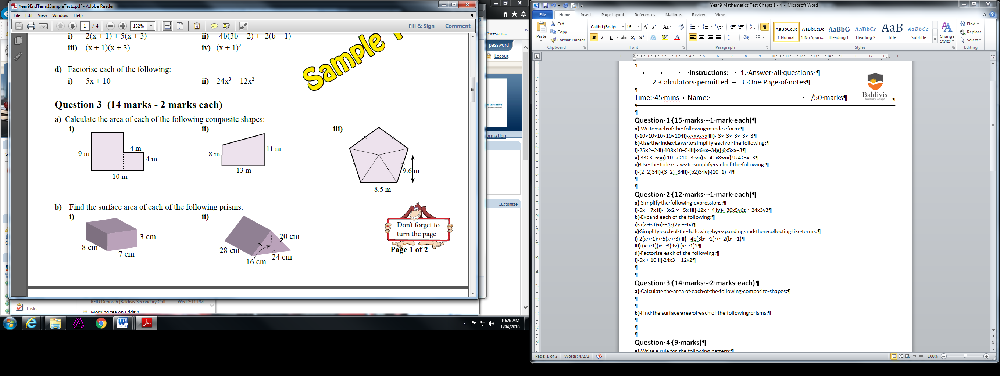 Year9EndTerm1SampleTests.pdf - Adobe Reader
File Edit View Window Help
1 / 4 132% Fill & Sign Comment
i) 2(x + 1) + 5(x + 3) ii) ⁻4b(3b − 2) + ⁻2(b − 1)
iii) (x + 1)(x + 3) iv) (x + 1)²
Sample
d) Factorise each of the following:
i) 5x + 10 ii) 24x³ − 12x²
Question 3 (14 marks - 2 marks each)
a) Calculate the area of each of the following composite shapes:
i) ii) iii)
9 m 4 m 4 m 10 m
8 m 11 m 13 m
9.6 m 8.5 m
b) Find the surface area of each of the following prisms:
i) ii)
3 cm 8 cm 7 cm
20 cm 28 cm 16 cm 24 cm
Don't forget to
turn the page
Page 1 of 2
REID Deborah [Baldivis Secondary Coll... Wed 2:11 PM
Tasks
Morning tea on Friday!
Awesom...
password
Logout
ls Initiative
ormation
Customize
10:26 AM
1/04/2016
Year 9 Mathematics Test Chapts 1 - 4 - Microsoft Word
File Home Insert Page Layout References Mailings Review View
Paste Cut Copy Format Painter
Calibri (Body) 16
AaBbCcDc AaBbCcDc AaBbC AaBbCc AaB AaBbCc.
¶ Normal ¶ No Spaci... Heading 1 Heading 2 Title Subtitle
Change Styles
Find Replace Select
Clipboard Font Paragraph Styles Editing
Instructions: → 1.·Answer·all·questions·¶
2.·Calculators·permitted → 3.·One·Page·of·notes¶
Baldivis
Secondary College
Time:·45·mins→ Name:·______________________ → /50·marks¶
Question·1·(15·marks·-·1·mark·each)¶
a)·Write·each·of·the·following·in·index·form:¶
i)·10×10×10×10×10·ii)·x×x×x×x·iii)·¯3×¯3×¯3×¯3×¯3¶
b)·Use·the·Index·Laws·to·simplify·each·of·the·following:¶
i)·25×2−2·ii)·108×10−5·iii)·x6×x−3·iv)·6x5×x−3¶
v)·33÷3−6·vi)·10−7÷10−3·vii)·x−4÷x8·viii)·9x4÷3x−3¶
c)·Use·the·Index·Laws·to·simplify·each·of·the·following:¶
i)·(2−2)3·ii)·(3−2)−3·iii)·(b2)3·iv)·(10−1)−4¶
Question·2·(12·marks·-·1·mark·each)¶
a)·Simplify·the·following·expressions:¶
i)·5x·−·7x·ii)·−3x2·×·−5x·iii)·12x·÷·4·iv)·−30x5y6z·÷·24x3y3¶
b)·Expand·each·of·the·following:¶
i)·5(x·+·3)·ii)·−4x(2y·−·4x)¶
c)·Simplify·each·of·the·following·by·expanding·and·then·collecting·like·terms:¶
i)·2(x·+·1)·+·5(x·+·3)·ii)·−4b(3b·−·2)·+·−2(b·−·1)¶
iii)·(x·+·1)(x·+·3)·iv)·(x·+·1)2¶
d)·Factorise·each·of·the·following:¶
i)·5x·+·10·ii)·24x3·−·12x2¶
Question·3·(14·marks·-·2·marks·each)¶
a)·Calculate·the·area·of·each·of·the·following·composite·shapes:¶
b)·Find·the·surface·area·of·each·of·the·following·prisms:¶
Question·4·(9·marks)¶
a)·Write·a·rule·for·the·following·pattern:¶
Page: 1 of 2 Words: 4/273 100%